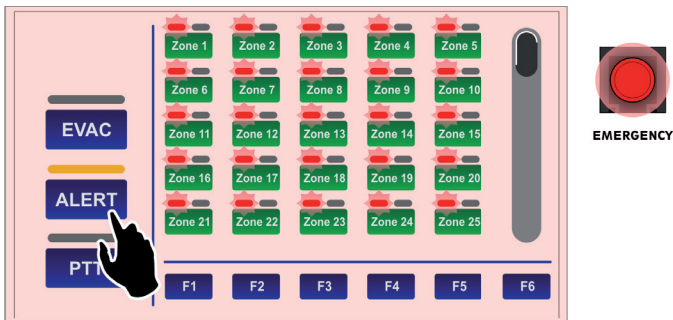 Zone 1 Zone 2 Zone 3 Zone 4 Zone 5
Zone 6 Zone 7 Zone 8 Zone 9 Zone 10
EVAC
Zone 11 Zone 12 Zone 13 Zone 14 Zone 15
EMERGENCY
Zone 16 Zone 17 Zone 18 Zone 19 Zone 20
ALERT
Zone 21 Zone 22 Zone 23 Zone 24 Zone 25
PTT
F1 F2 F3 F4 F5 F6